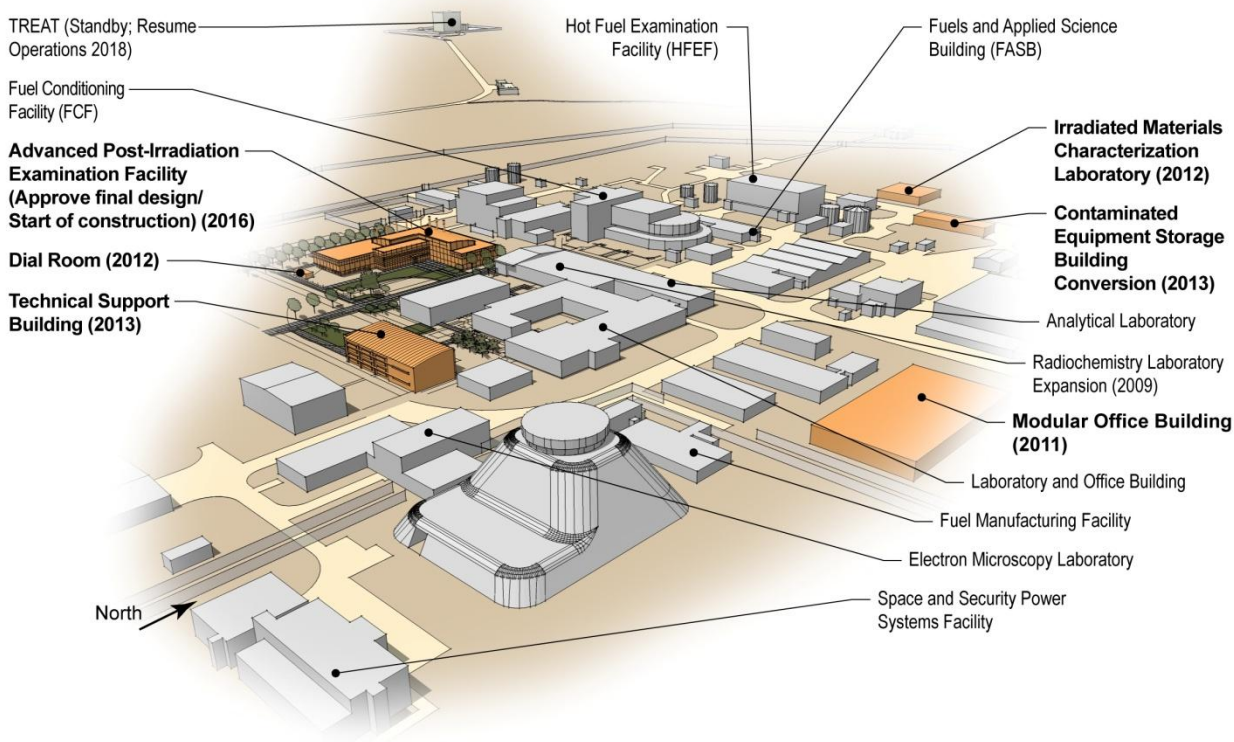 TREAT (Standby; Resume
Operations 2018)
Hot Fuel Examination
Facility (HFEF)
Fuels and Applied Science
Building (FASB)
Fuel Conditioning
Facility (FCF)
Advanced Post-Irradiation
Examination Facility
(Approve final design/
Start of construction) (2016)
Dial Room (2012)
Technical Support
Building (2013)
Irradiated Materials
Characterization
Laboratory (2012)
Contaminated
Equipment Storage
Building
Conversion (2013)
Analytical Laboratory
Radiochemistry Laboratory
Expansion (2009)
Modular Office Building
(2011)
Laboratory and Office Building
Fuel Manufacturing Facility
Electron Microscopy Laboratory
Space and Security Power
Systems Facility
North